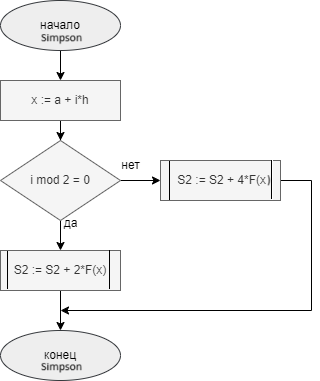 начало
Simpson
x := a + i*h
i mod 2 = 0
нет
S2 := S2 + 4*F(x)
да
S2 := S2 + 2*F(x)
конец
Simpson